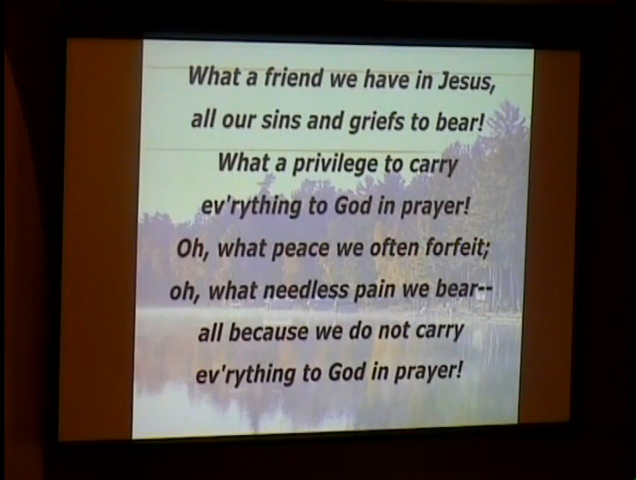 What a friend we have in Jesus,
all our sins and griefs to bear!
What a privilege to carry
ev'rything to God in prayer!
Oh, what peace we often forfeit;
oh, what needless pain we bear--
all because we do not carry
ev'rything to God in prayer!